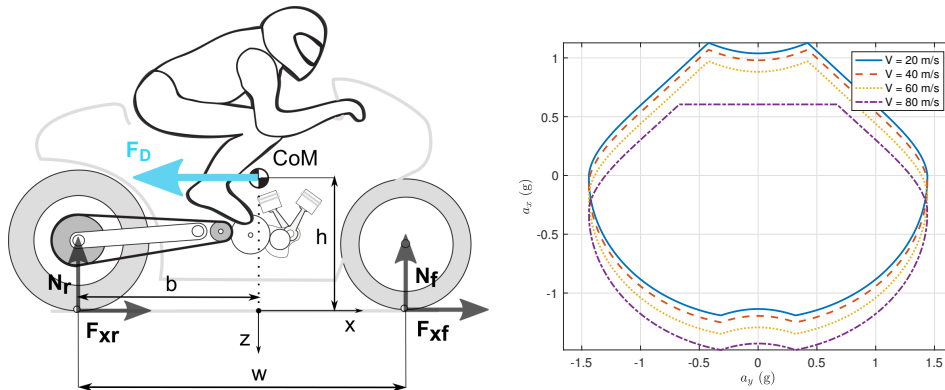 F_D
CoM
h
N_r
b
N_f
F_xr
z
x
F_xf
w
1
0.5
0
-0.5
-1
a_x (g)
-1.5 -1 -0.5 0 0.5 1 1.5
a_y (g)
V = 20 m/s
V = 40 m/s
V = 60 m/s
V = 80 m/s